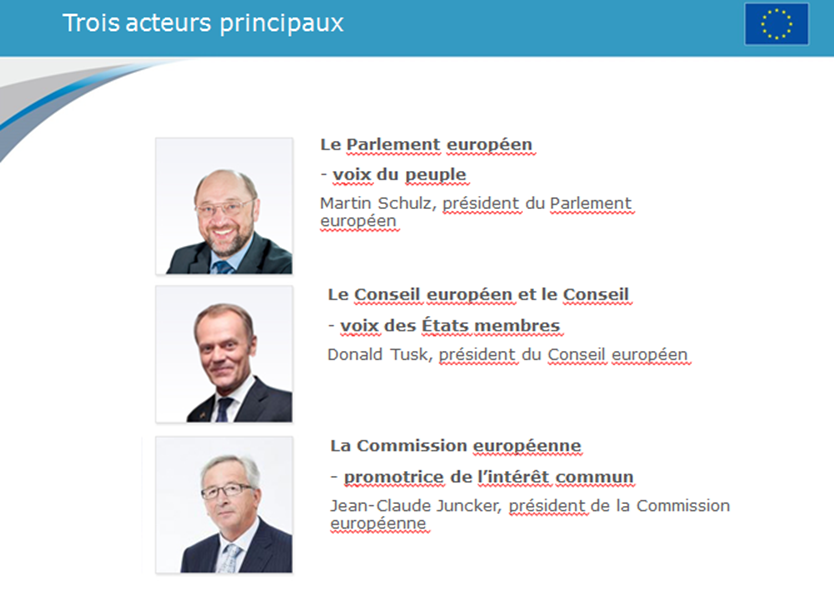 Trois acteurs principaux
Le Parlement européen
- voix du peuple
Martin Schulz, président du Parlement
européen
Le Conseil européen et le Conseil
- voix des États membres
Donald Tusk, président du Conseil européen
La Commission européenne
- promotrice de l’intérêt commun
Jean-Claude Juncker, président de la Commission
européenne